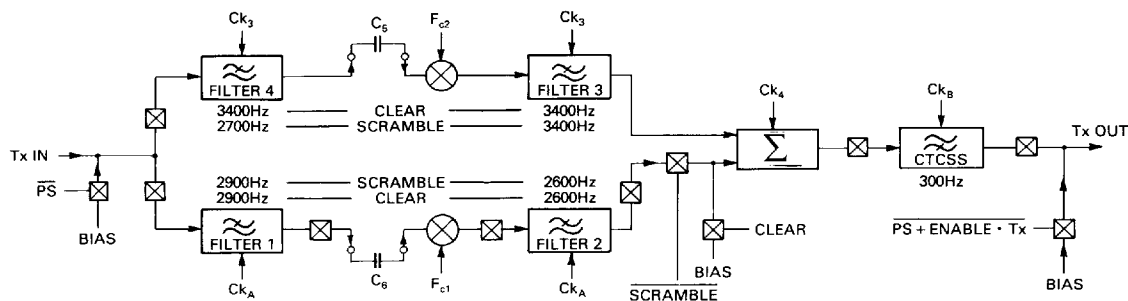 Ck3
C5
Fc2
Ck3
FILTER 4
FILTER 3
3400Hz CLEAR 3400Hz
2700Hz SCRAMBLE 3400Hz
Ck4
CkB
Tx IN
Σ
CTCSS
300Hz
Tx OUT
PS
BIAS
2900Hz SCRAMBLE 2600Hz
2900Hz CLEAR 2600Hz
FILTER 1
FILTER 2
CLEAR
PS + ENABLE · Tx
CkA
C6
Fc1
CkA
SCRAMBLE
BIAS
BIAS